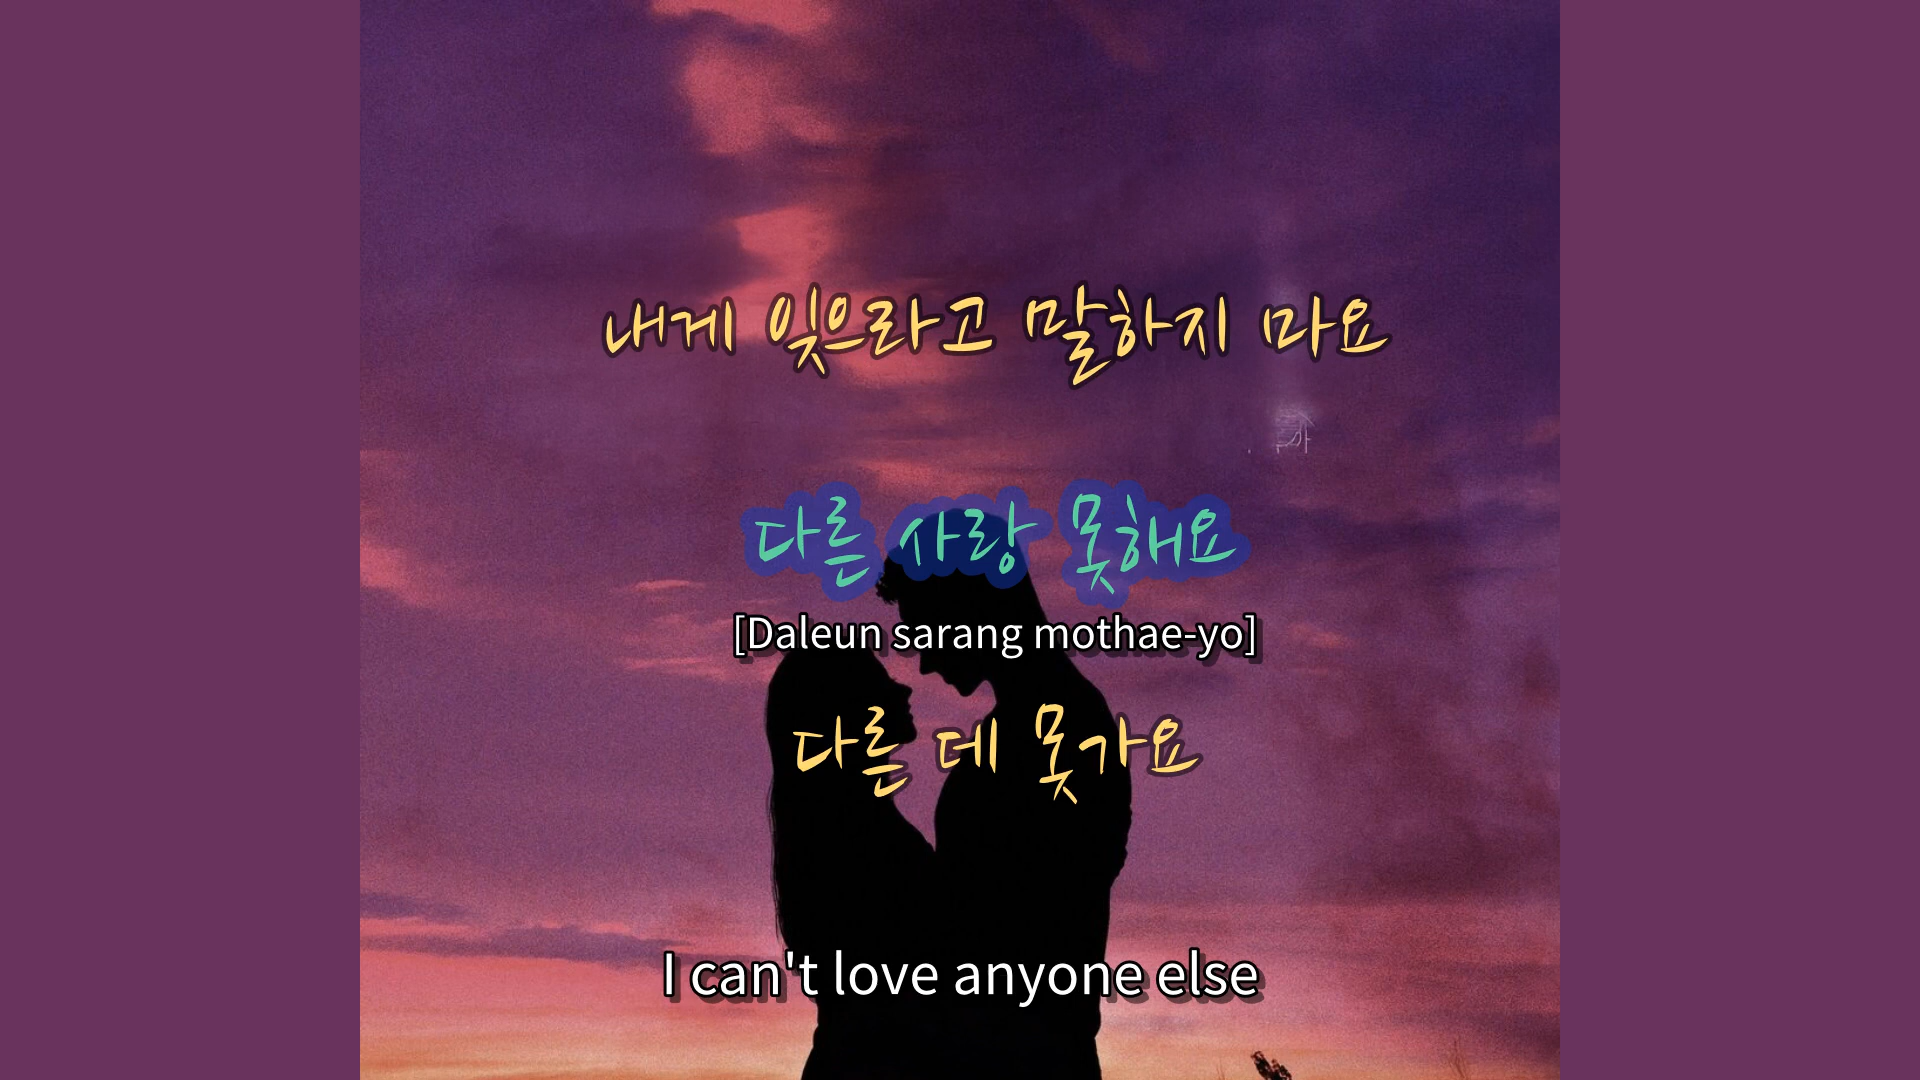 내게 잊으라고 말하지 마요
다른 사랑 못해요
[Daleun sarang mothae-yo]
다른 데 못가요
I can't love anyone else